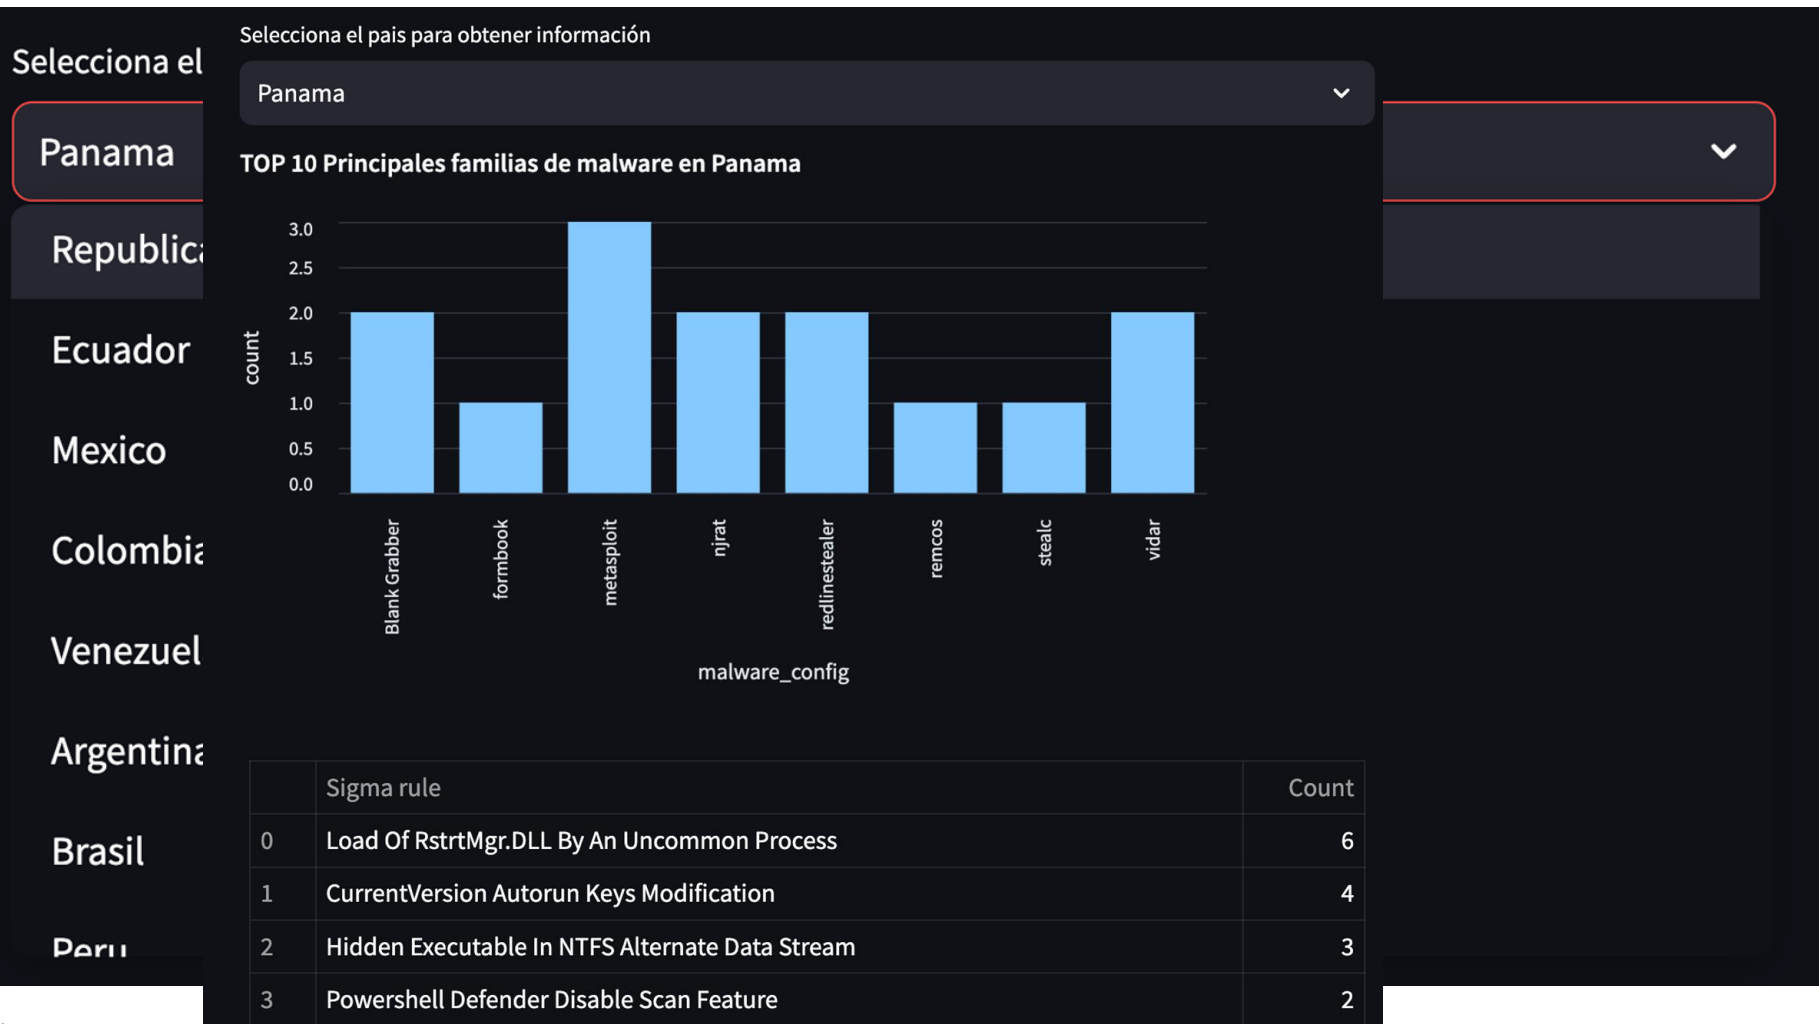 Selecciona el
Panama
Ecuador
Mexico
Argentin
Brasil
Peru
Selecciona el pais para obtener información
Panama
TOP 10 Principales familias de malware en Panama
3.0
2.5
2.0
1.5
1.0
0.5
0.0
count
Blank Grabber
formbook
metasploit
njrat
redlinestealer
remcos
stealc
vidar
malware_config
Sigma rule Count
0 Load Of RstrtMgr.DLL By An Uncommon Process 6
1 CurrentVersion Autorun Keys Modification 4
2 Hidden Executable In NTFS Alternate Data Stream 3
3 Powershell Defender Disable Scan Feature 2